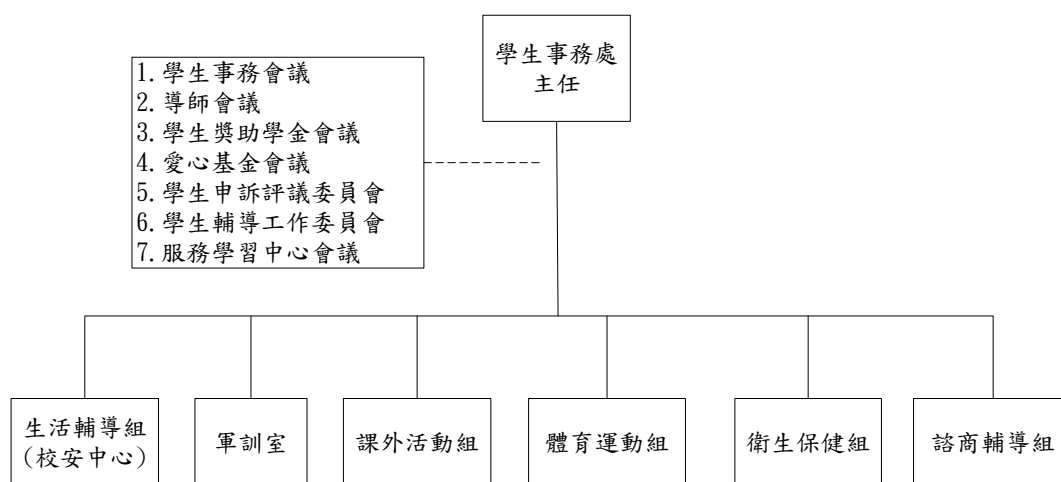 學生事務處
主任
1.學生事務會議
2.導師會議
3.學生獎助學金會議
4.愛心基金會議
5.學生申訴評議委員會
6.學生輔導工作委員會
7.服務學習中心會議
生活輔導組
(校安中心)
軍訓室
課外活動組
體育運動組
衛生保健組
諮商輔導組